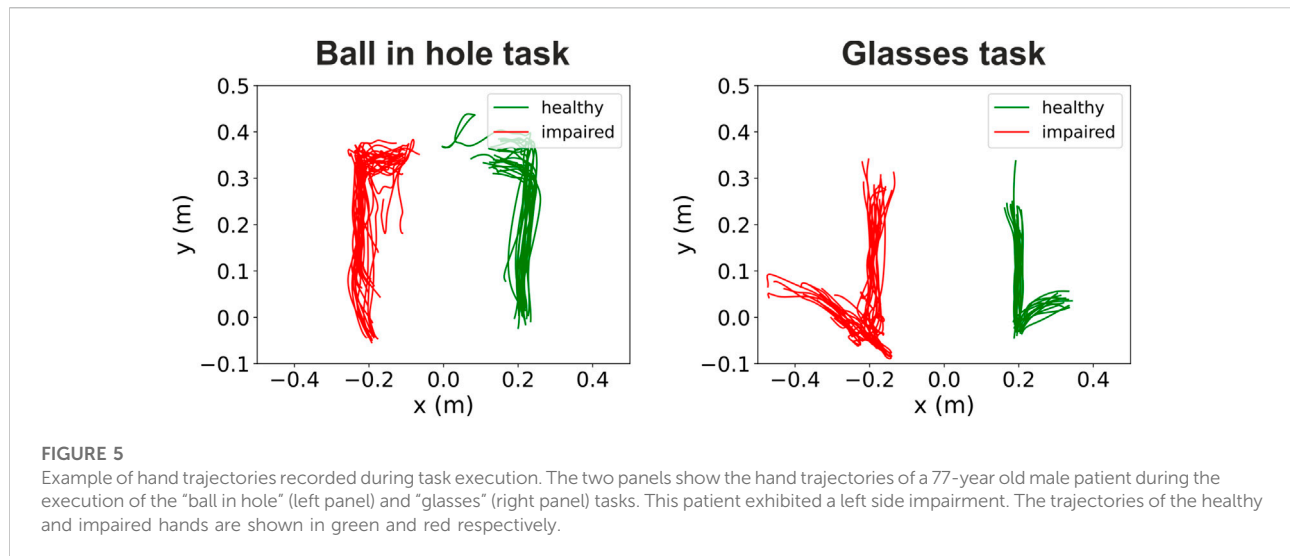 Ball in hole task
Glasses task
0.5
0.4
0.3
0.2
0.1
0.0
−0.1
y (m)
−0.4
−0.2
0.0
0.2
0.4
x (m)
healthy
impaired
0.5
0.4
0.3
0.2
0.1
0.0
−0.1
y (m)
−0.4
−0.2
0.0
0.2
0.4
x (m)
healthy
impaired
FIGURE 5
Example of hand trajectories recorded during task execution. The two panels show the hand trajectories of a 77-year old male patient during the
execution of the “ball in hole” (left panel) and “glasses” (right panel) tasks. This patient exhibited a left side impairment. The trajectories of the healthy
and impaired hands are shown in green and red respectively.